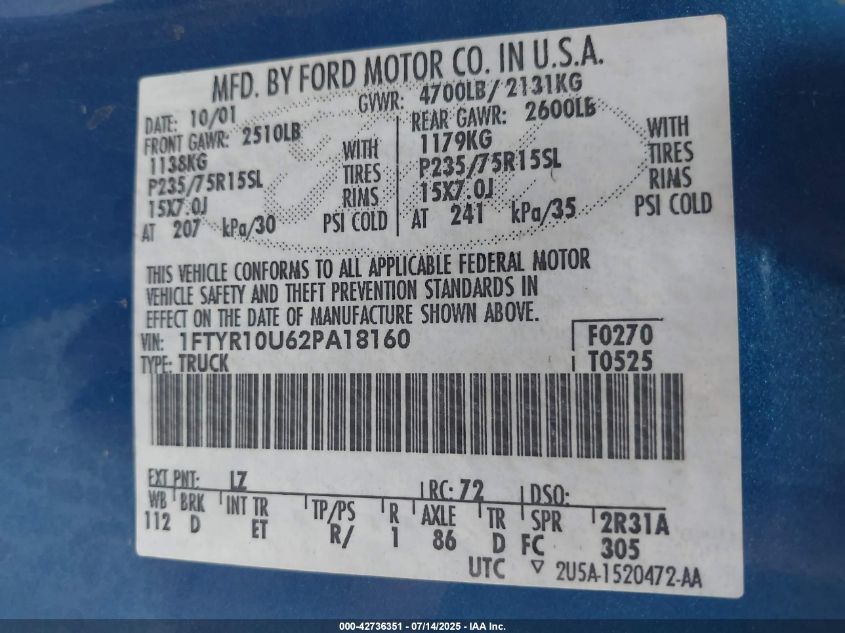 MFD. BY FORD MOTOR CO. IN U.S.A.
DATE: 10/01 GVWR: 4700LB/ 2131KG
FRONT GAWR: 2510LB REAR GAWR: 2600LB
1138KG WITH 1179KG WITH
P235/75R15SL TIRES P235/75R15SL TIRES
15X7.0J RIMS 15X7.0J RIMS
AT 207 kPa/30 PSI COLD AT 241 kPa/35 PSI COLD
THIS VEHICLE CONFORMS TO ALL APPLICABLE FEDERAL MOTOR
VEHICLE SAFETY AND THEFT PREVENTION STANDARDS IN
EFFECT ON THE DATE OF MANUFACTURE SHOWN ABOVE.
VIN: 1FTYR10U62PA18160 F0270
TYPE: TRUCK T0525
EXT PNT: LZ RC: 72 DSO:
WB BRK INT TR TP/PS R AXLE TR SPR 2R31A
112 D ET R/ 1 86 D FC 305
UTC ▽ 2U5A-1520472-AA
000-42736351 | 07/14/2025 | IAA Inc.